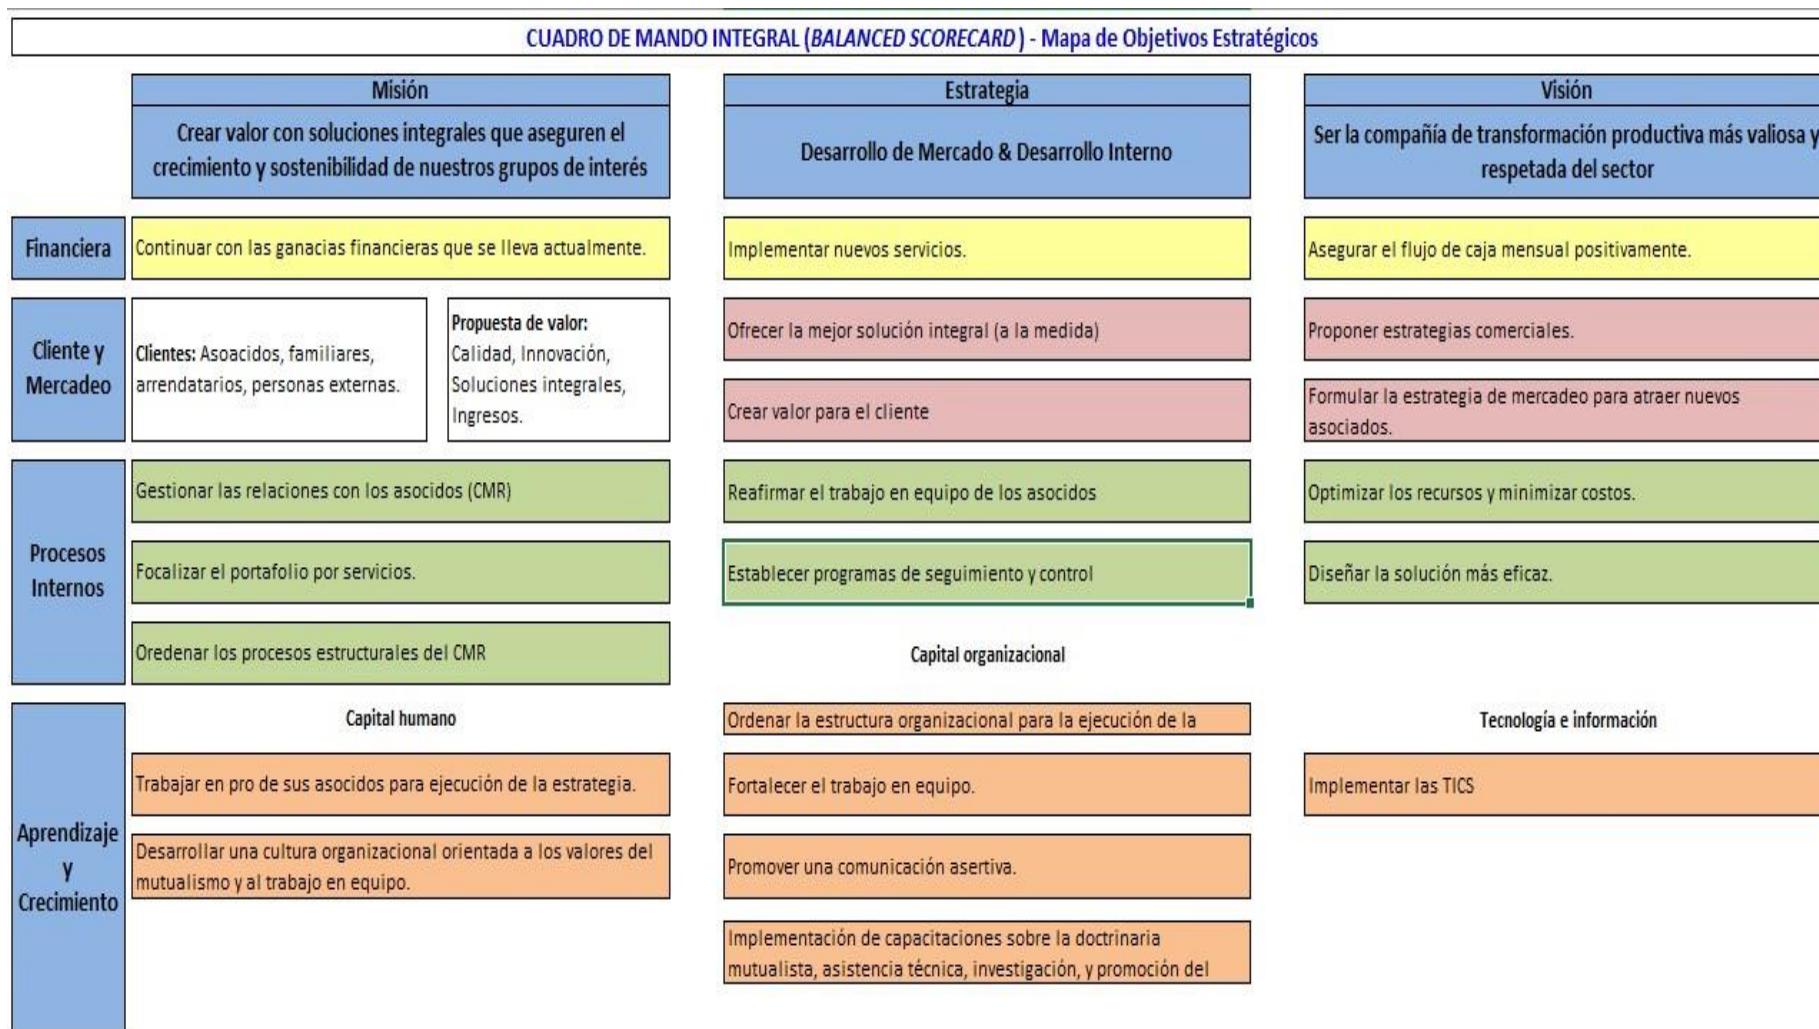 CUADRO DE MANDO INTEGRAL (BALANCED SCORECARD) - Mapa de Objetivos Estratégicos
Misión
Crear valor con soluciones integrales que aseguren el
crecimiento y sostenibilidad de nuestros grupos de interés
Estrategia
Desarrollo de Mercado & Desarrollo Interno
Visión
Ser la compañía de transformación productiva más valiosa y
respetada del sector
Financiera
Continuar con las ganacias financieras que se lleva actualmente.
Implementar nuevos servicios.
Asegurar el flujo de caja mensual positivamente.
Cliente y
Mercadeo
Clientes: Asoacidos, familiares,
arrendatarios, personas externas.
Propuesta de valor:
Calidad, Innovación,
Soluciones integrales,
Ingresos.
Ofrecer la mejor solución integral (a la medida)
Proponer estrategias comerciales.
Crear valor para el cliente
Formular la estrategia de mercadeo para atraer nuevos
asociados.
Procesos
Internos
Gestionar las relaciones con los asocidos (CMR)
Reafirmar el trabajo en equipo de los asocidos
Optimizar los recursos y minimizar costos.
Focalizar el portafolio por servicios.
Establecer programas de seguimiento y control
Diseñar la solución más eficaz.
Oredenar los procesos estructurales del CMR
Capital organizacional
Aprendizaje
y
Crecimiento
Capital humano
Ordenar la estructura organizacional para la ejecución de la
Tecnología e información
Trabajar en pro de sus asocidos para ejecución de la estrategia.
Fortalecer el trabajo en equipo.
Implementar las TICS
Desarrollar una cultura organizacional orientada a los valores del
mutualismo y al trabajo en equipo.
Promover una comunicación asertiva.
Implementación de capacitaciones sobre la doctrinaria
mutualista, asistencia técnica, investigación, y promoción del